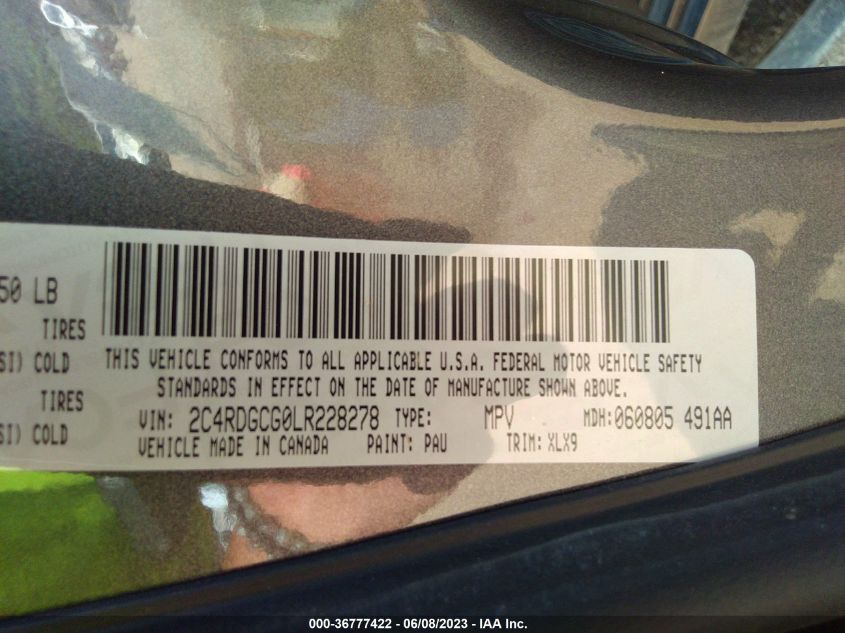 50 LB
TIRES
SI) COLD
TIRES
SI) COLD
THIS VEHICLE CONFORMS TO ALL APPLICABLE U.S.A. FEDERAL MOTOR VEHICLE SAFETY
STANDARDS IN EFFECT ON THE DATE OF MANUFACTURE SHOWN ABOVE.
VIN: 2C4RDGCG0LR228278 TYPE: MPV MDH:060805 491AA
VEHICLE MADE IN CANADA PAINT: PAU TRIM: XLX9
000-36777422 - 06/08/2023 - IAA Inc.